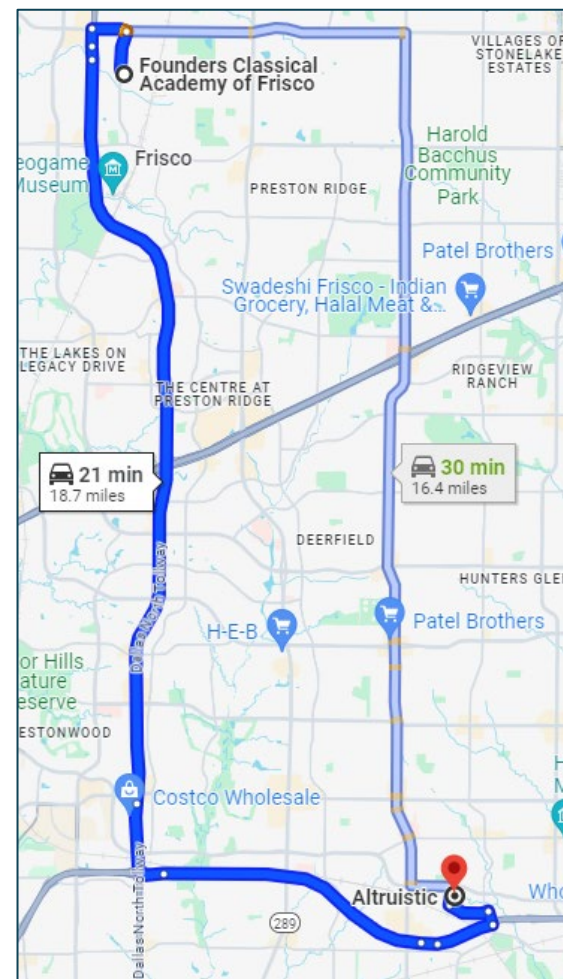 VILLAGES OF
STONELAKE
ESTATES
Founders Classical
Academy of Frisco
Harold
Bacchus
Community
Park
eogame
Museum
Frisco
PRESTON RIDGE
Patel Brothers
Swadeshi Frisco - Indian
Grocery, Halal Meat &..
THE LAKES ON
LEGACY DRIVE
THE CENTRE AT
PRESTON RIDGE
RIDGEVIEW
RANCH
21 min
18.7 miles
30 min
16.4 miles
DEERFIELD
HUNTERS GLE
Dallas North Tollway
H-E-B
Patel Brothers
or Hills
ature
eserve
ESTONWOOD
H
M
Costco Wholesale
Dallas North Tollway
Altruistic
Who
289